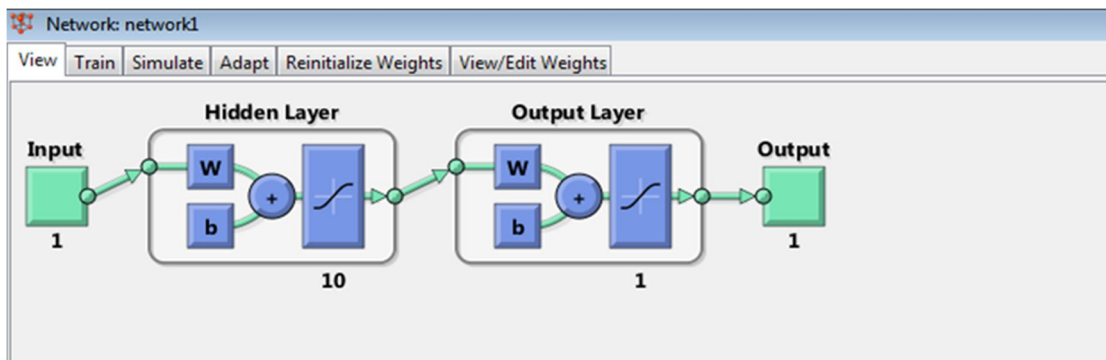 Network: network1
View Train Simulate Adapt Reinitialize Weights View/Edit Weights
Hidden Layer Output Layer
Input Output
W W
+ +
b b
1 1
10 1